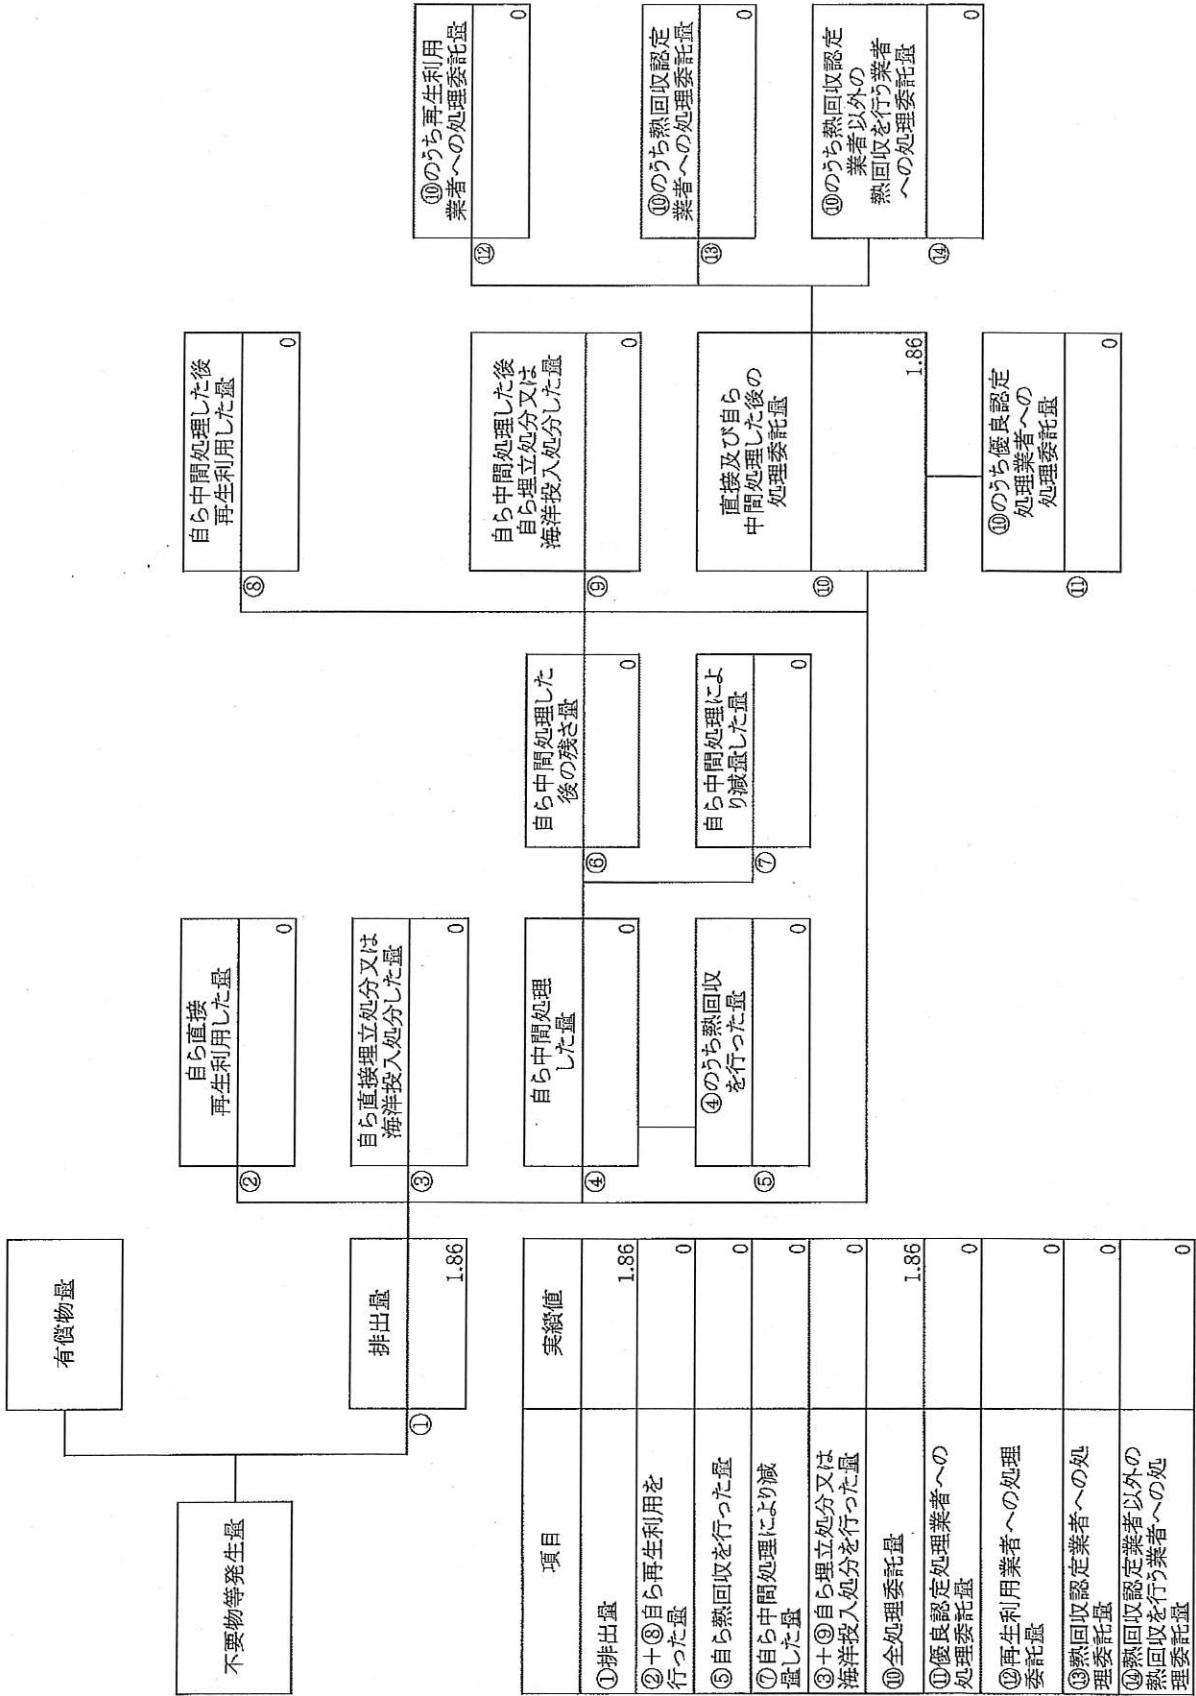 有償物量
不要物等発生量
①
排出量
1.86
②
自ら直接
再生利用した量
0
③
自ら直接埋立処分又は
海洋投入処分した量
0
④
自ら中間処理
した量
0
⑤
④のうち熱回収
を行った量
0
⑥
自ら中間処理した
後の残さ量
0
⑦
自ら中間処理によ
り減量した量
0
⑧
自ら中間処理した後
再生利用した量
0
⑨
自ら中間処理した後
自ら埋立処分又は
海洋投入処分した量
0
⑩
直接及び自ら
中間処理した後の
処理委託量
1.86
⑪
⑩のうち優良認定
処理業者への
処理委託量
0
⑫
⑩のうち再生利用
業者への処理委託量
0
⑬
⑩のうち熱回収認定
業者への処理委託量
0
⑭
⑩のうち熱回収認定
業者以外の
熱回収を行う業者
への処理委託量
0
項目 実績値
①排出量 1.86
②+⑧自ら再生利用を
行った量 0
⑤自ら熱回収を行った量 0
⑦自ら中間処理により減
量した量 0
③+⑨自ら埋立処分又は
海洋投入処分を行った量 0
⑩全処理委託量 1.86
⑪優良認定処理業者への
処理委託量 0
⑫再生利用業者への処理
委託量 0
⑬熱回収認定業者への処
理委託量 0
⑭熱回収認定業者以外の
熱回収を行う業者への処
理委託量 0